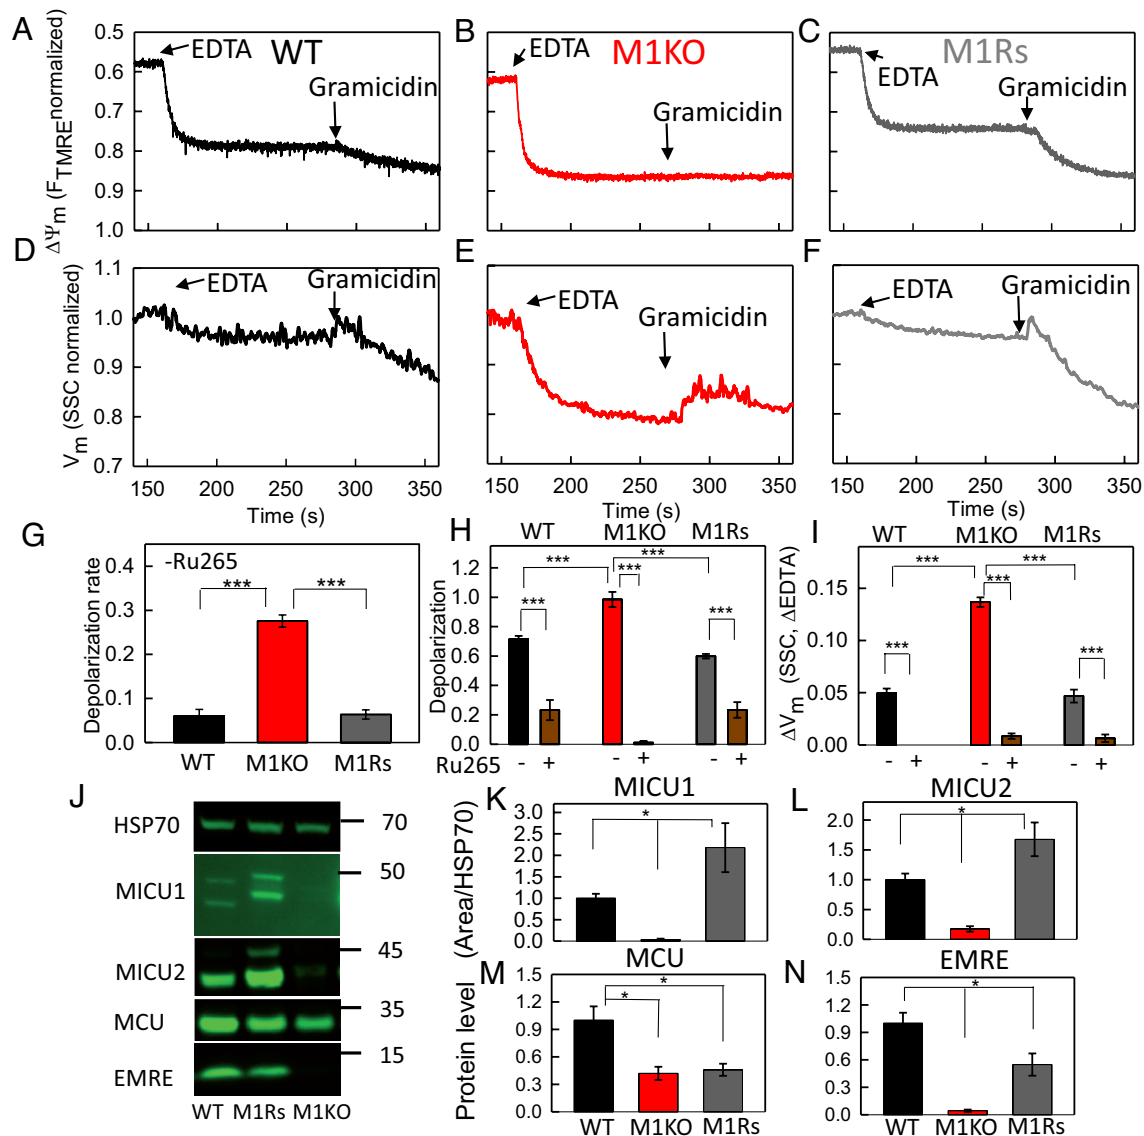 A
B
C
WT
M1KO
M1Rs
EDTA
EDTA
EDTA
Gramicidin
Gramicidin
Gramicidin
ΔΨm (FTMRE normalized)
0.5
0.6
0.8
0.9
1.0
D
E
F
EDTA
EDTA
EDTA
Gramicidin
Gramicidin
Gramicidin
Vm (SSC normalized)
1.1
1.0
0.9
0.8
0.7
150 200 250 300 350
150 200 250 300 350
150 200 250 300 350
Time (s)
Time (s)
Time (s)
G
-Ru265
Depolarization rate
0.4
0.3
0.2
0.1
0.0
*** ***
WT M1KO M1Rs
H
WT M1KO M1Rs
Depolarization
1.2
1.0
0.8
0.6
0.4
0.2
0.0
*** ***
*** *** ***
Ru265 - + - + - +
I
WT M1KO M1Rs
ΔVm (SSC, ΔEDTA)
0.15
0.10
0.05
0.00
*** ***
*** *** ***
- + - + - +
J
HSP70 70
MICU1 50
MICU2 45
MCU 35
EMRE 15
WT M1Rs M1KO
K
MICU1
(Area/HSP70)
3.0
2.5
2.0
1.5
1.0
0.5
0.0
*
L
MICU2
2.0
1.5
1.0
0.5
0.0
*
M
MCU
Protein level
1.5
1.2
0.9
0.6
0.3
0.0
* *
WT M1KO M1Rs
N
EMRE
1.5
1.2
0.9
0.6
0.3
0.0
*
WT M1KO M1Rs